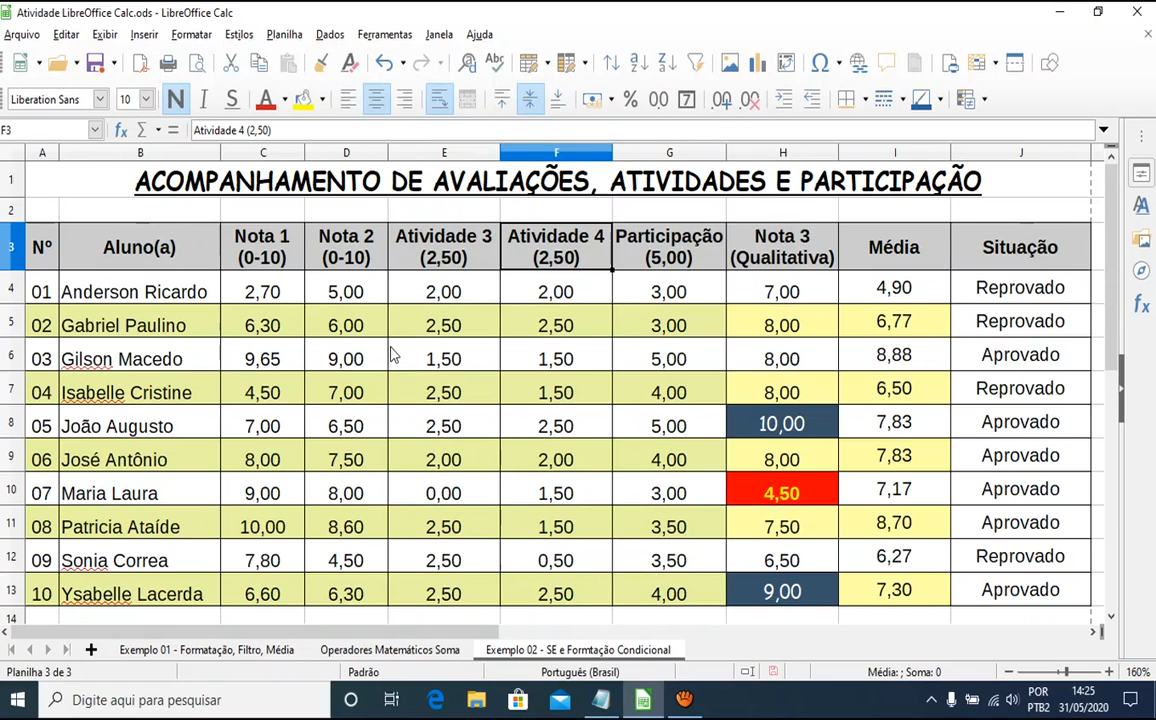 Atividade LibreOffice Calc.ods - LibreOffice Calc
Arquivo Editar Exibir Inserir Formatar Estilos Planilha Dados Ferramentas Janela Ajuda
Liberation Sans 10 N I S
F3 Atividade 4 (2,50)
A B C D E F G H I J
1 ACOMPANHAMENTO DE AVALIAÇÕES, ATIVIDADES E PARTICIPAÇÃO
2
3 Nº Aluno(a) Nota 1 (0-10) Nota 2 (0-10) Atividade 3 (2,50) Atividade 4 (2,50) Participação (5,00) Nota 3 (Qualitativa) Média Situação
4 01 Anderson Ricardo 2,70 5,00 2,00 2,00 3,00 7,00 4,90 Reprovado
5 02 Gabriel Paulino 6,30 6,00 2,50 2,50 3,00 8,00 6,77 Reprovado
6 03 Gilson Macedo 9,65 9,00 1,50 1,50 5,00 8,00 8,88 Aprovado
7 04 Isabelle Cristine 4,50 7,00 2,50 1,50 4,00 8,00 6,50 Reprovado
8 05 João Augusto 7,00 6,50 2,50 2,50 5,00 10,00 7,83 Aprovado
9 06 José Antônio 8,00 7,50 2,00 2,00 4,00 8,00 7,83 Aprovado
10 07 Maria Laura 9,00 8,00 0,00 1,50 3,00 4,50 7,17 Aprovado
11 08 Patricia Ataíde 10,00 8,60 2,50 1,50 3,50 7,50 8,70 Aprovado
12 09 Sonia Correa 7,80 4,50 2,50 0,50 3,50 6,50 6,27 Reprovado
13 10 Ysabelle Lacerda 6,60 6,30 2,50 2,50 4,00 9,00 7,30 Aprovado
14
Exemplo 01 - Formatação, Filtro, Média Operadores Matemáticos Soma Exemplo 02 - SE e Formtação Condicional
Planilha 3 de 3 Padrão Português (Brasil) Média: ; Soma: 0 160%
Digite aqui para pesquisar POR PTB2 14:25 31/05/2020